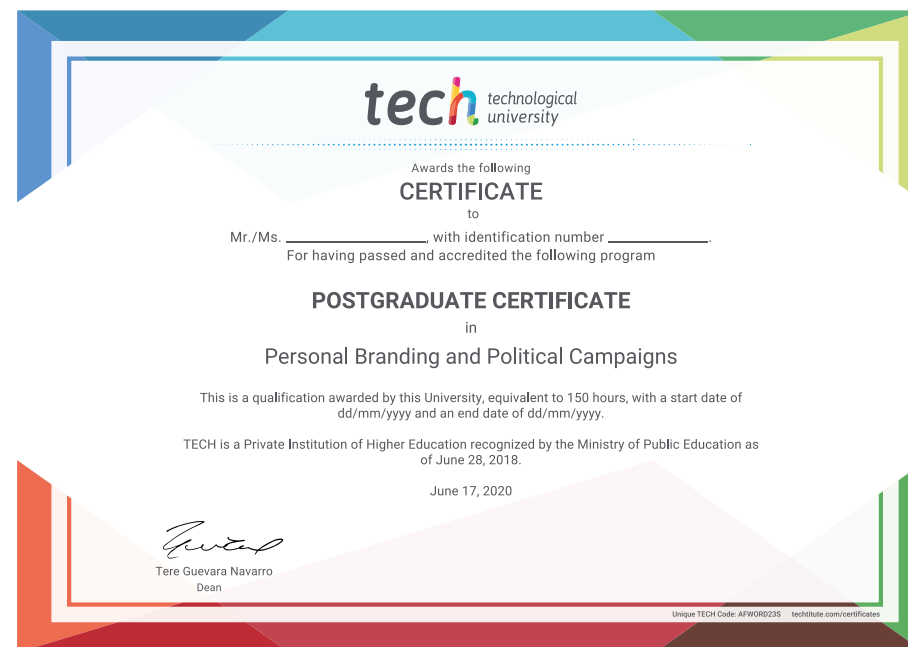 tech technological
university
Awards the following
CERTIFICATE
to
Mr./Ms. ____________, with identification number ____________.
For having passed and accredited the following program
POSTGRADUATE CERTIFICATE
in
Personal Branding and Political Campaigns
This is a qualification awarded by this University, equivalent to 150 hours, with a start date of
dd/mm/yyyy and an end date of dd/mm/yyyy.
TECH is a Private Institution of Higher Education recognized by the Ministry of Public Education as
of June 28, 2018.
June 17, 2020
Tere Guevara Navarro
Dean
Unique TECH Code: AFWORD23S techtitute.com/certificates